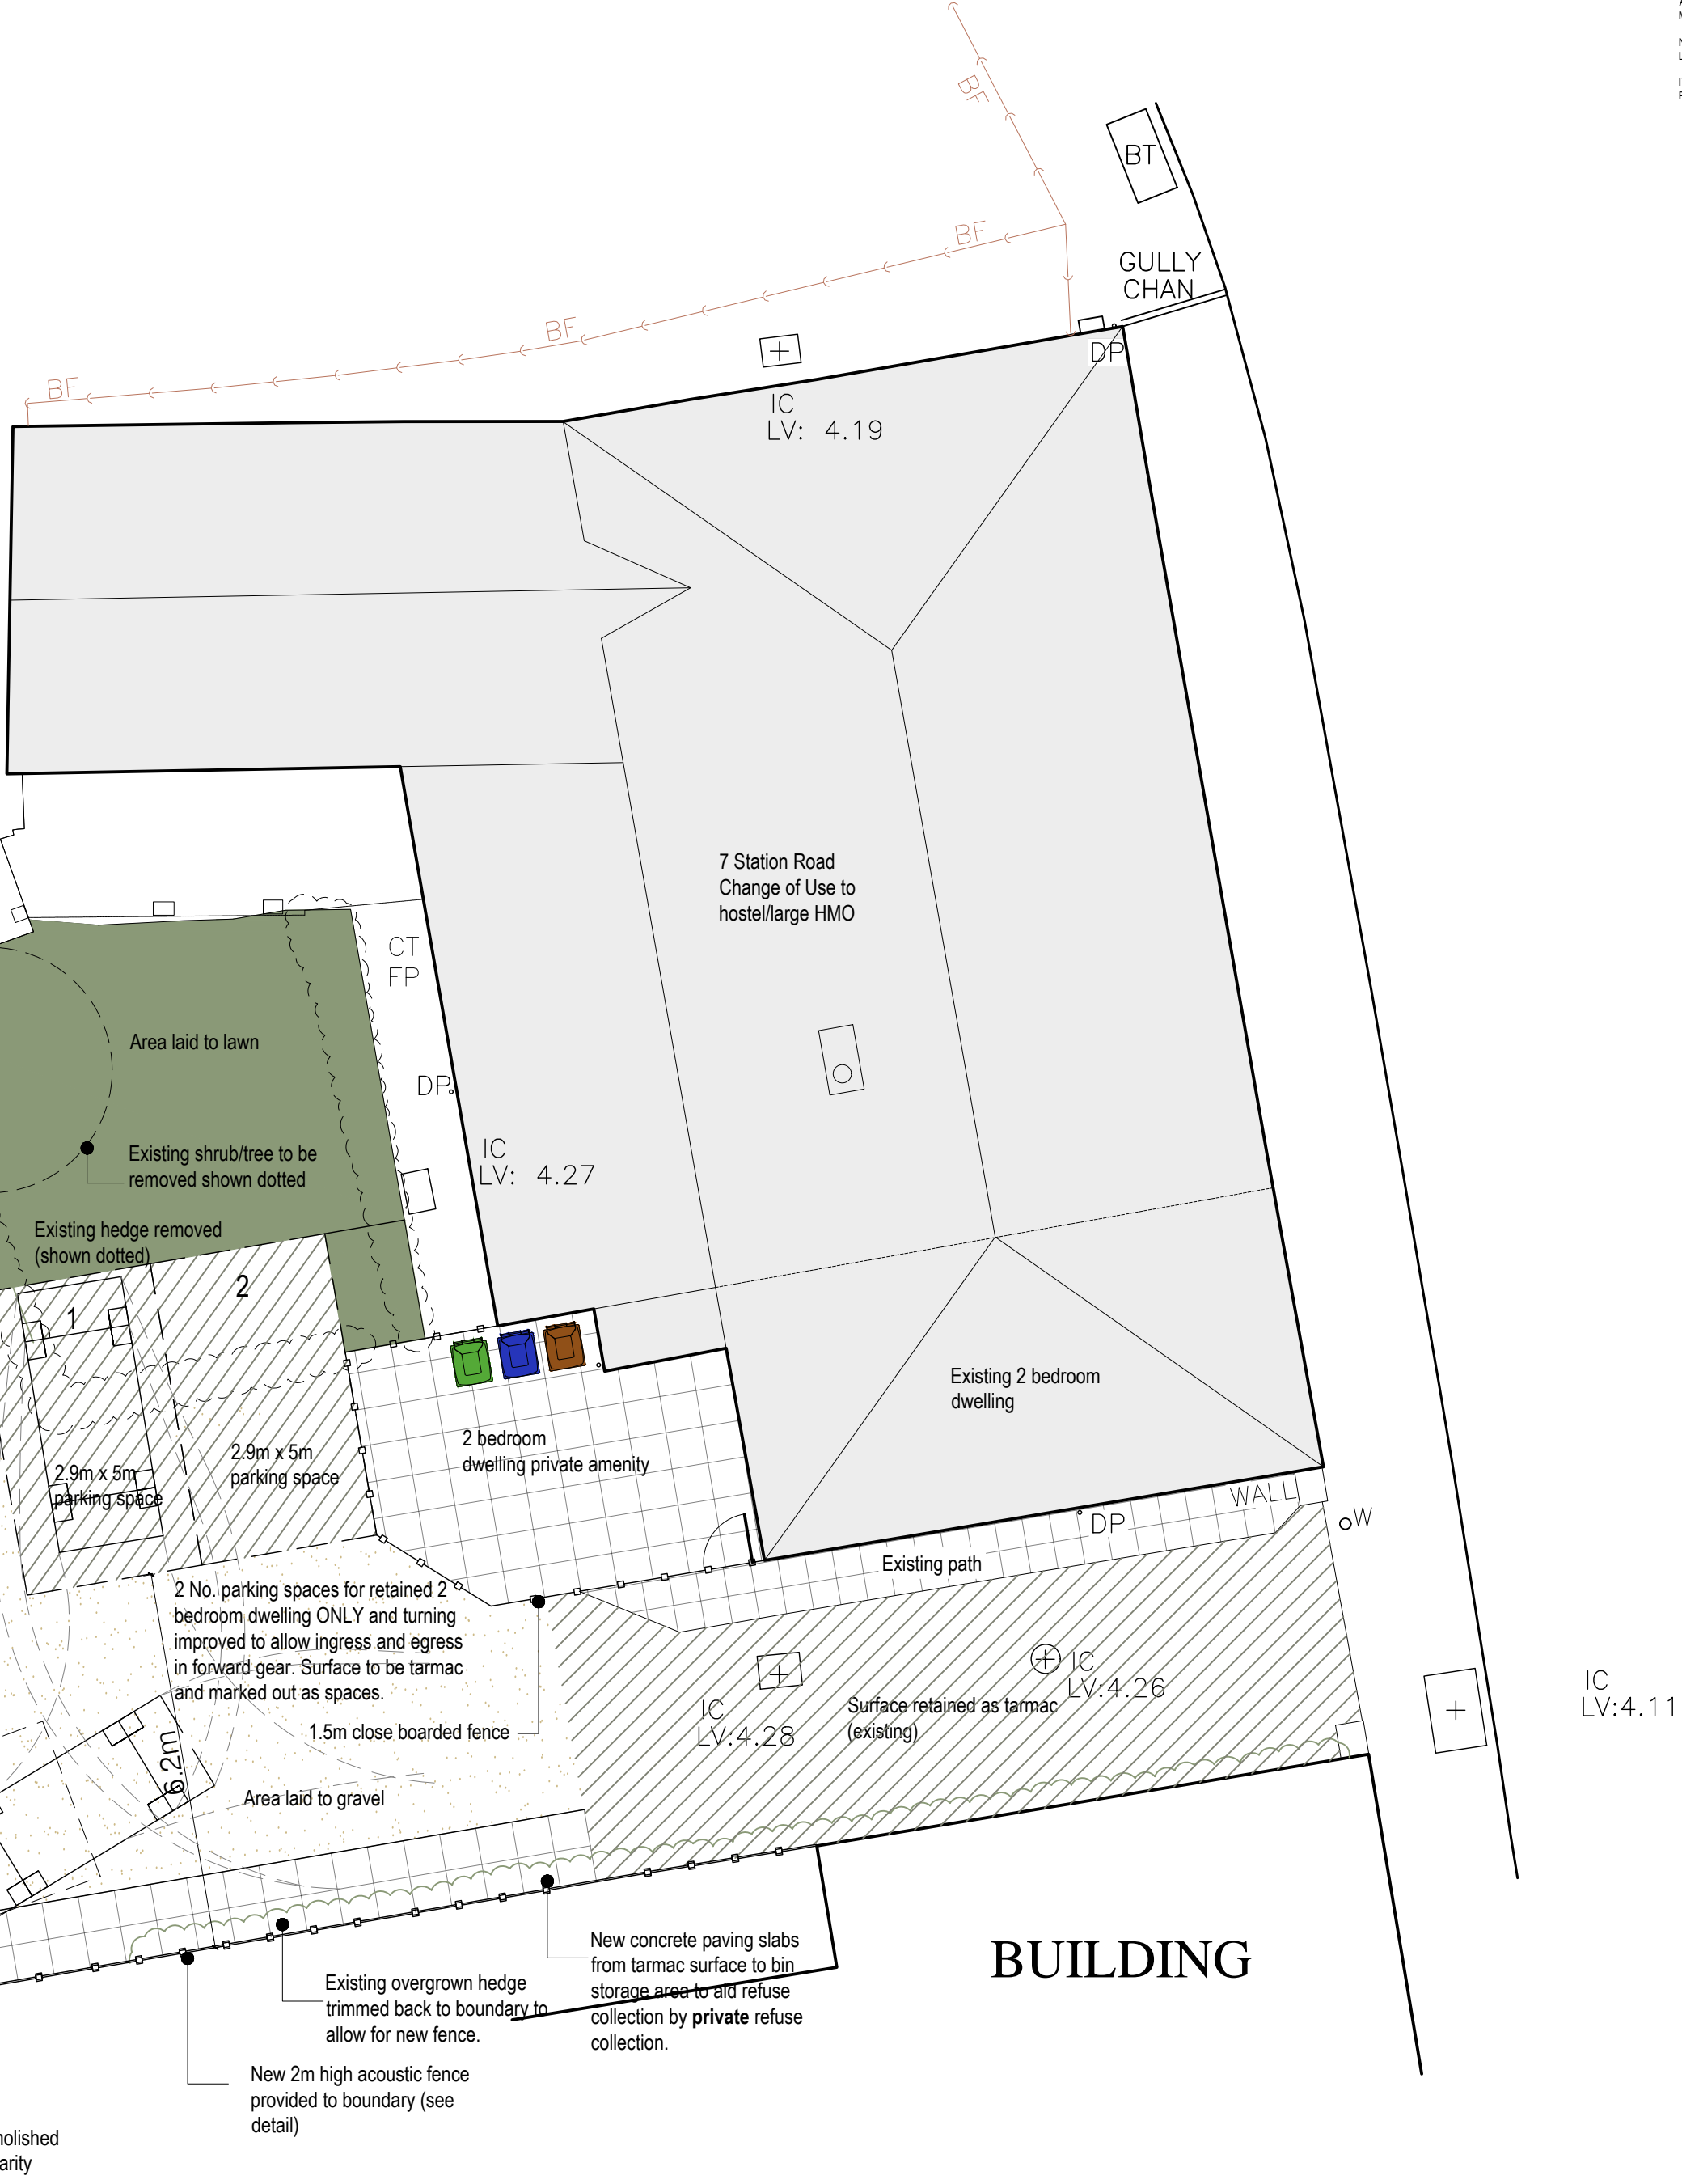 BF
BT
BF
GULLY
CHAN
BF
DP
BF
IC
LV: 4.19
7 Station Road
Change of Use to
hostel/large HMO
CT
FP
Area laid to lawn
DP
IC
LV: 4.27
Existing shrub/tree to be
removed shown dotted
Existing hedge removed
(shown dotted)
2
1
Existing 2 bedroom
dwelling
2 bedroom
dwelling private amenity
2.9m x 5m
parking space
2.9m x 5m
parking space
WALL
DP
W
Existing path
2 No. parking spaces for retained 2
bedroom dwelling ONLY and turning
improved to allow ingress and egress
in forward gear. Surface to be tarmac
and marked out as spaces.
IC
LV:4.26
IC
LV:4.11
IC
LV:4.28
Surface retained as tarmac
(existing)
1.5m close boarded fence
6.2m
Area laid to gravel
New concrete paving slabs
from tarmac surface to bin
storage area to aid refuse
collection by private refuse
collection.
BUILDING
Existing overgrown hedge
trimmed back to boundary to
allow for new fence.
New 2m high acoustic fence
provided to boundary (see
detail)
nolished
arity